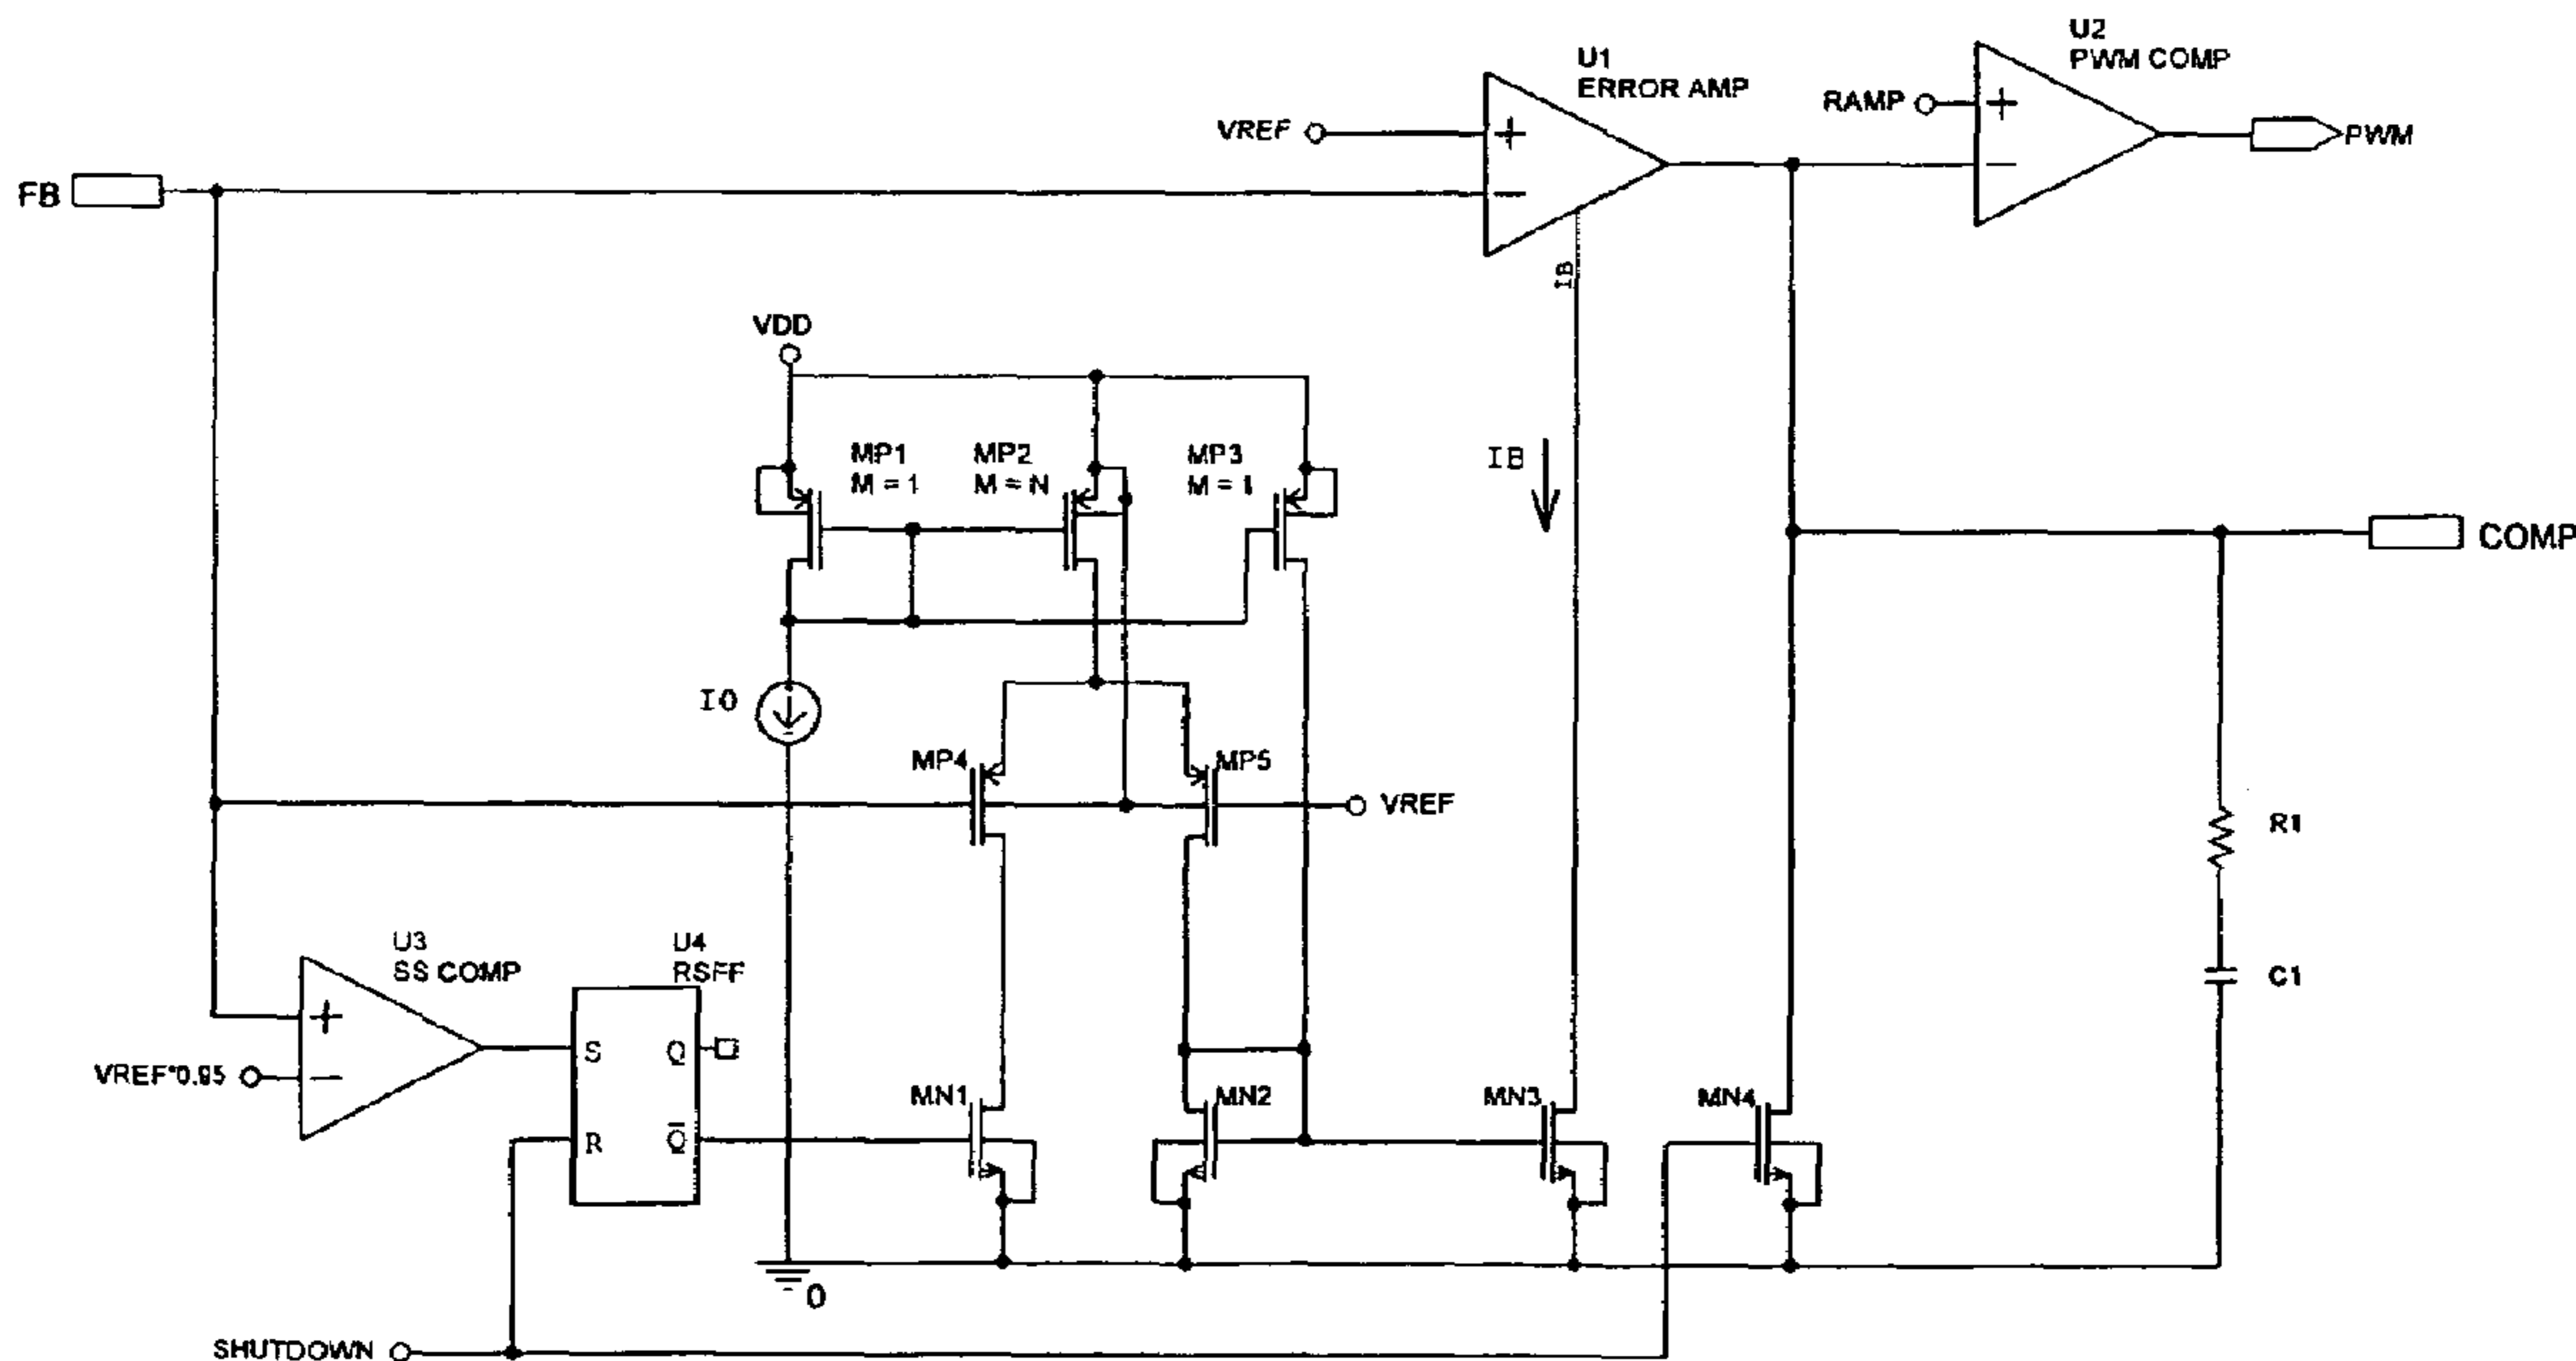 U2
PWM COMP
U1
ERROR AMP
RAMP
+
−
PWM
VREF
+
−
FB
IB
VDD
MP1
M = 1
MP2
M = N
MP3
M = 1
IB
COMP
I0
MP4
MP5
VREF
R1
U3
SS COMP
U4
RSFF
C1
+
−
VREF*0.95
S
Q
R
Q̅
MN1
MN2
MN3
MN4
0
SHUTDOWN